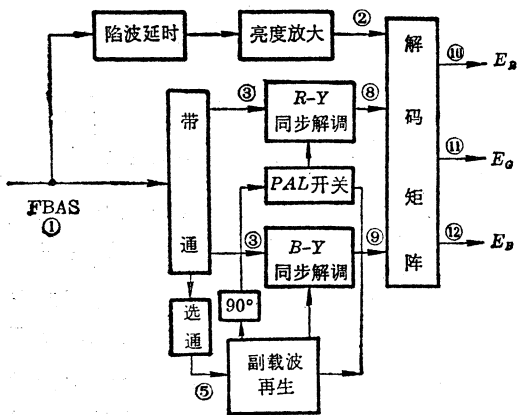 ②
陷波延时
亮度放大
解码矩阵
⑩
E_R
③
R-Y
同步解调
⑧
带通
PAL开关
⑪
E_G
FBAS
①
③
B-Y
同步解调
⑨
⑫
E_B
选通
90°
副载波
再生
⑤